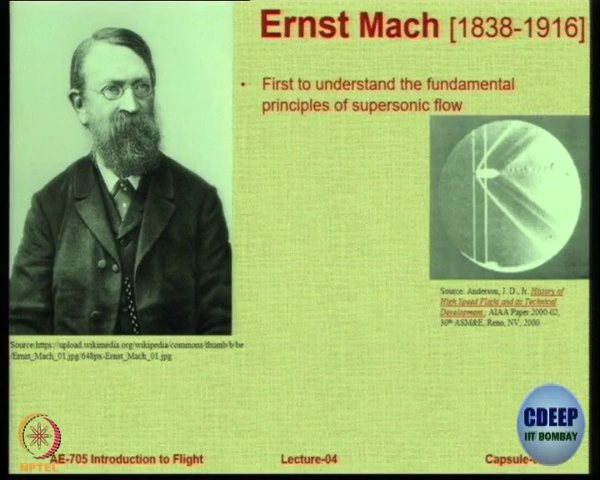 Ernst Mach [1838-1916]
• First to understand the fundamental
principles of supersonic flow
Source: Anderson, J. D., Jr. History of
High Speed Flight and its Technical
Development, AIAA Paper 2000-02,
Reno, NV, 2000
Source:https://upload.wikimedia.org/wikipedia/commons/thumb/b/be
/Ernst_Mach_01.jpg/648px-Ernst_Mach_01.jpg
CDEEP
IIT BOMBAY
NPTEL
AE-705 Introduction to Flight
Lecture-04